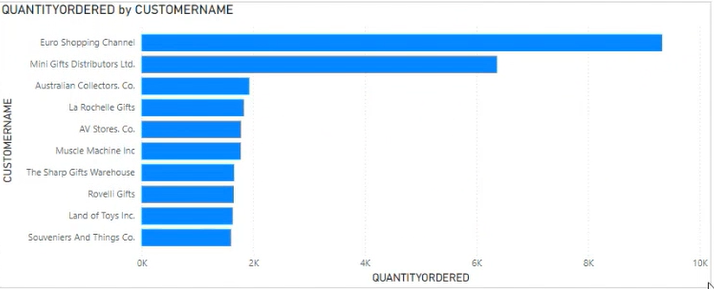 QUANTITYORDERED by CUSTOMERNAME
CUSTOMERNAME
Euro Shopping Channel
Mini Gifts Distributors Ltd.
Australian Collectors, Co.
La Rochelle Gifts
AV Stores, Co.
Muscle Machine Inc
The Sharp Gifts Warehouse
Rovelli Gifts
Land of Toys Inc.
Souveniers And Things Co.
0K 2K 4K 6K 8K 10K
QUANTITYORDERED